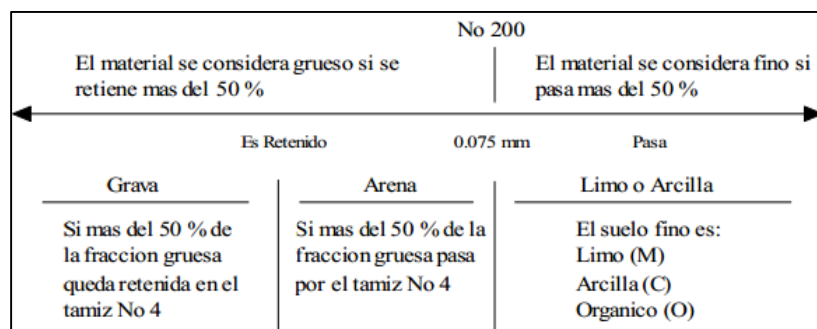 No 200
El material se considera grueso si se
retiene mas del 50 %
El material se considera fino si
pasa mas del 50 %
Es Retenido
0.075 mm
Pasa
Grava
Si mas del 50 % de
la fraccion gruesa
queda retenida en el
tamiz No 4
Arena
Si mas del 50 % de la
fraccion gruesa pasa
por el tamiz No 4
Limo o Arcilla
El suelo fino es:
Limo (M)
Arcilla (C)
Organico (O)